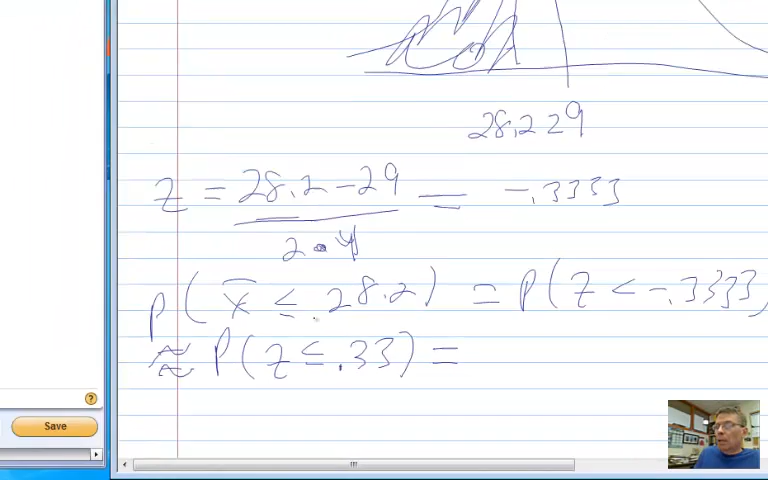 28.2 29
z = 28.2 - 29 / 2.4 = -.3333
P( x̄ ≤ 28.2 ) = P( Z < -.3333)
≈ P( z ≤ .33 ) =
Save